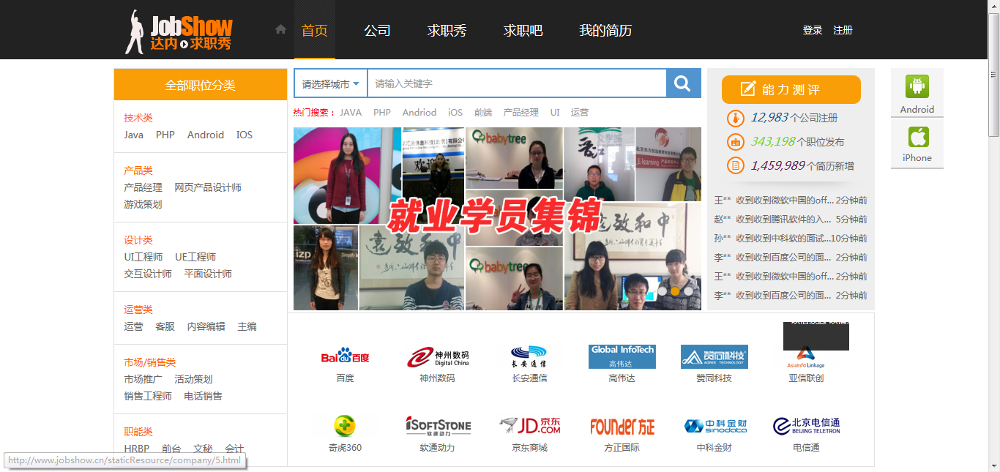 JobShow
达内 求职秀
首页 公司 求职秀 求职吧 我的简历
登录 注册
全部职位分类
技术类
Java PHP Android IOS
产品类
产品经理 网页产品设计师
游戏策划
设计类
UI工程师 UE工程师
交互设计师 平面设计师
运营类
运营 客服 内容编辑 主编
市场/销售类
市场推广 活动策划
销售工程师 电话销售
职能类
HRBP 前台 文秘 会计
http://www.jobshow.cn/staticResource/company/5.html
请选择城市 请输入关键字
热门搜索： JAVA PHP Andriod iOS 前端 产品经理 UI 运营
babytree
就业学员集锦
babytree
能力测评
12,983个公司注册
343,198个职位发布
1,459,989个简历新增
王** 收到收到微软中国的off... 2分钟前
赵** 收到收到腾讯软件的入... 5分钟前
孙** 收到收到中科软的面试...10分钟前
李** 收到收到百度公司的面... 2分钟前
王** 收到收到微软中国的off... 2分钟前
李** 收到收到百度公司的面... 2分钟前
Android
iPhone
Bai du 百度
百度
神州数码
Digital China
神州数码
长安通信
长安通信
Global InfoTech
高伟达
高伟达
赞同科技
AGREE TECHNOLOGY
赞同科技
AsiaInfo Linkage
亚信联创
奇虎360
iSOFTSTONE
软通动力
软通动力
JD 京东
.COM
京东商城
FOUNDER 方正
方正国际
中科金财
sinodata
中科金财
北京电信通
BEIJING TELETRON
电信通